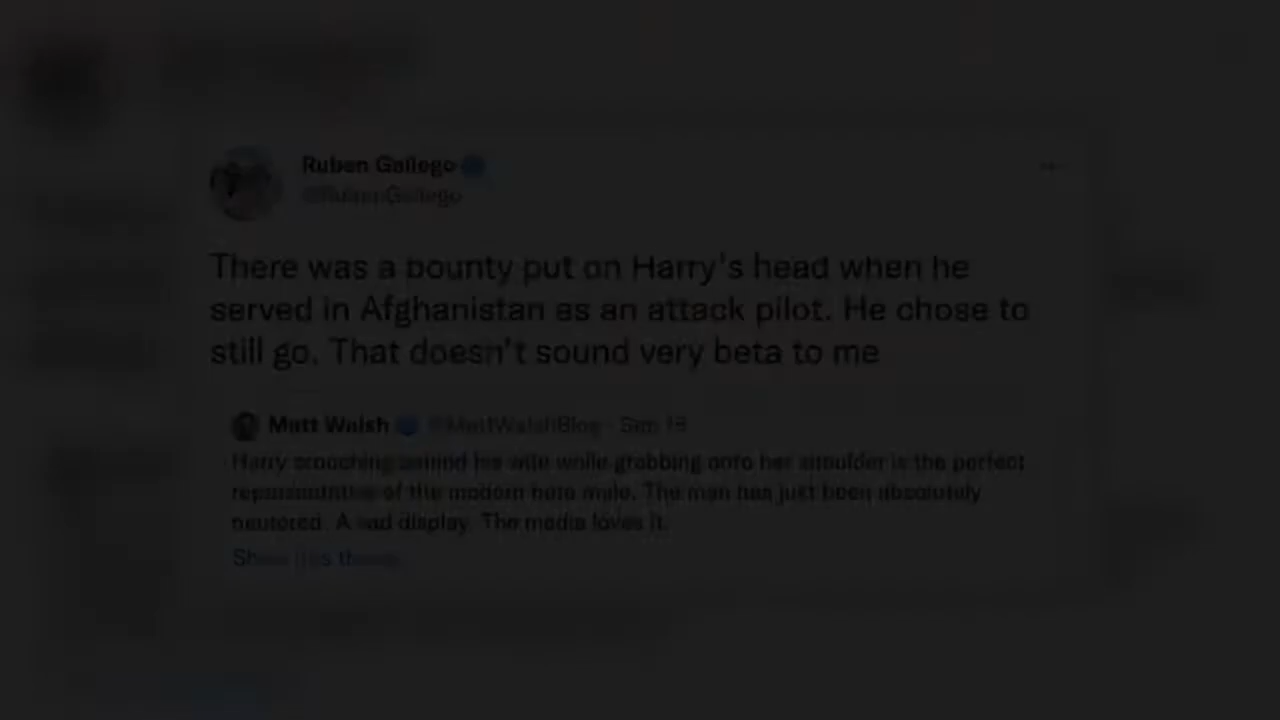 Ruben Gallego
@RubenGallego
There was a bounty put on Harry's head when he
served in Afghanistan as an attack pilot. He chose to
still go. That doesn't sound very beta to me
Matt Walsh @MattWalshBlog · Sep 16
Harry crouching behind his wife while grabbing onto her shoulder is the perfect
representative of the modern beta male. The man has just been absolutely
neutered. A sad display. The media loves it.
Show this thread